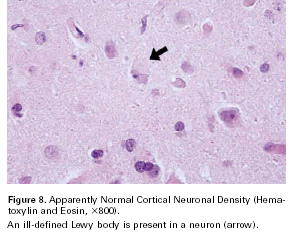 Figure 8. Apparently Normal Cortical Neuronal Density (Hema-
toxylin and Eosin, ×800).
An ill-defined Lewy body is present in a neuron (arrow).